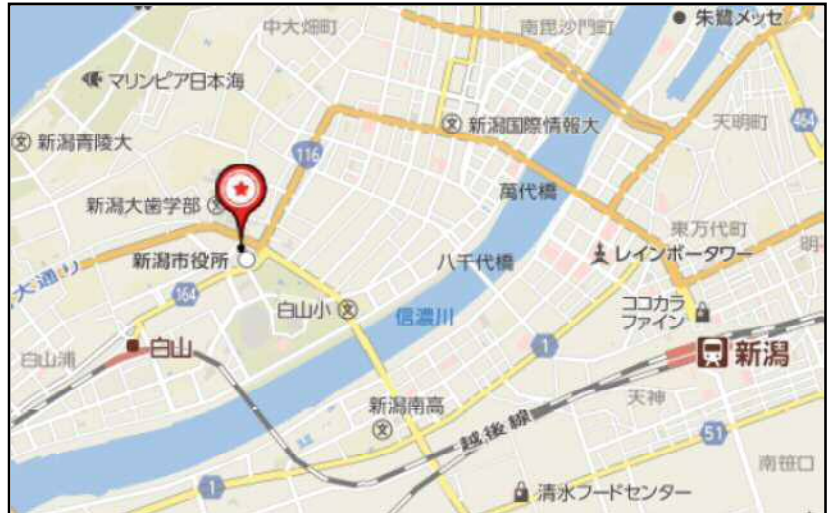 中大畑町
南毘沙門町
朱鷺メッセ
マリンピア日本海
新潟青陵大
新潟国際情報大
天明町
464
116
新潟大歯学部
萬代橋
東万代町
レインボータワー
明
大通り
新潟市役所
八千代橋
164
白山小
信濃川
ココカラ
ファイン
白山浦
白山
1
新潟
天神
新潟南高
越後線
51
南笹口
1
清水フードセンター